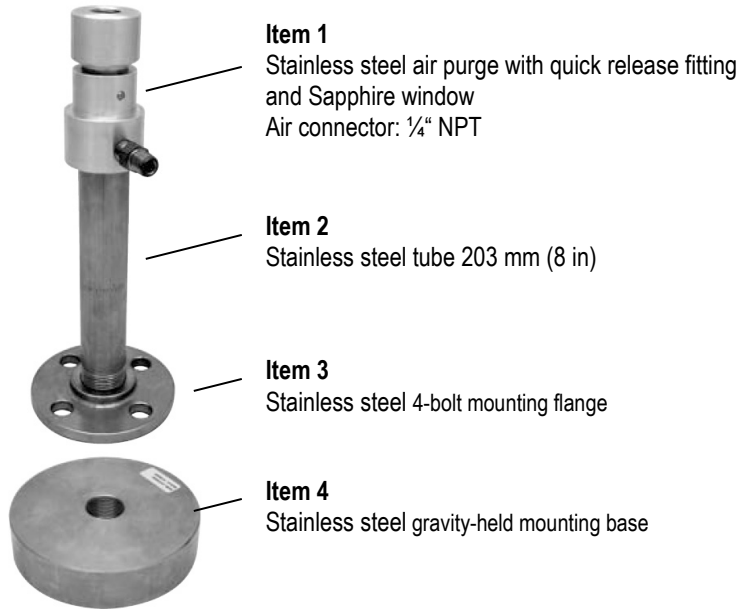 Item 1
Stainless steel air purge with quick release fitting
and Sapphire window
Air connector: ¼“ NPT
Item 2
Stainless steel tube 203 mm (8 in)
Item 3
Stainless steel 4-bolt mounting flange
Item 4
Stainless steel gravity-held mounting base